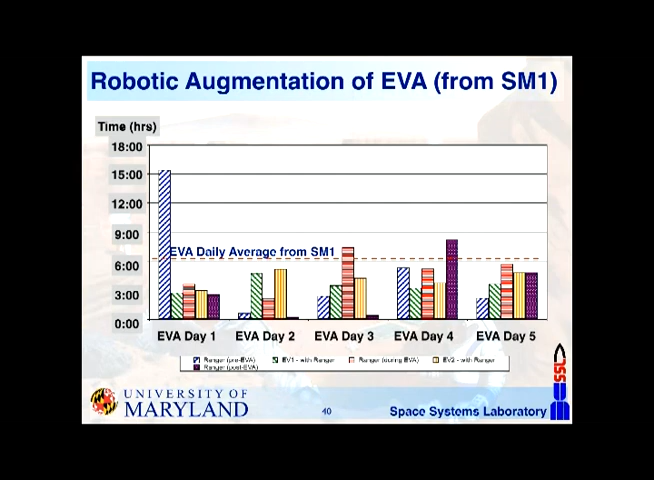 Robotic Augmentation of EVA (from SM1)
Time (hrs)
18:00
15:00
12:00
9:00
EVA Daily Average from SM1
6:00
3:00
0:00
EVA Day 1 EVA Day 2 EVA Day 3 EVA Day 4 EVA Day 5
Ranger (pre-EVA) EV1 - with Ranger Ranger (during EVA) EV2 - with Ranger
Ranger (post-EVA)
UNIVERSITY OF
MARYLAND
40
Space Systems Laboratory
SSL